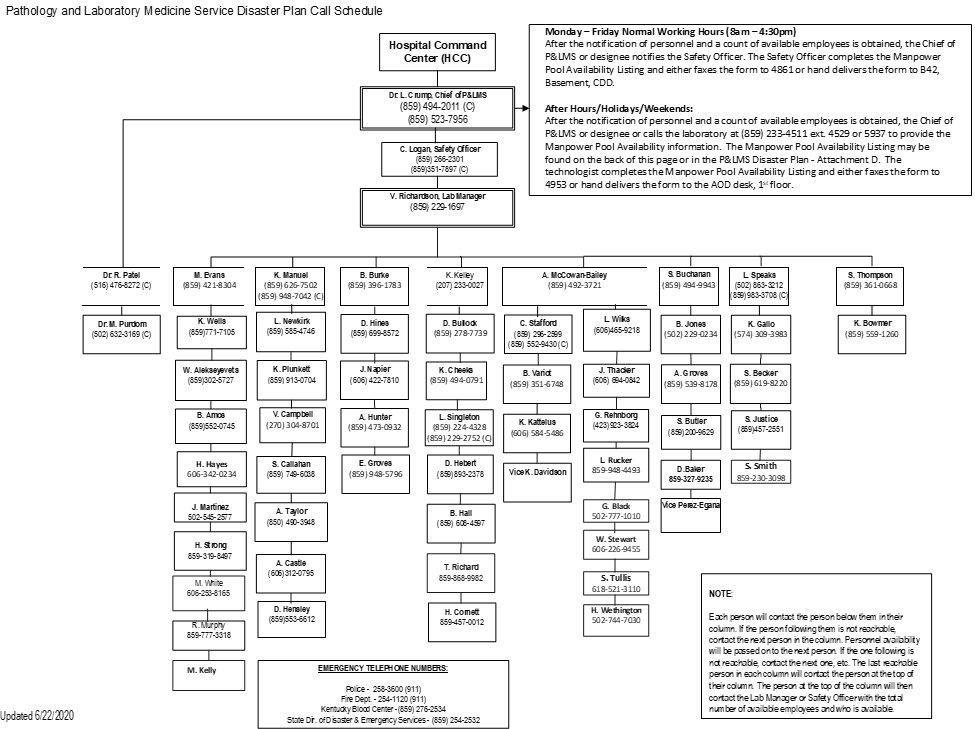 Pathology and Laboratory Medicine Service Disaster Plan Call Schedule
Hospital Command
Center (HCC)
Dr. L. Crump, Chief of P&LMS
(859) 494-2011 (C)
(859) 523-7956
C. Logan, Safety Officer
(859) 266-2301
(859)351-7897 (C)
V. Richardson, Lab Manager
(859) 229-1697
Monday – Friday Normal Working Hours (8am – 4:30pm)
After the notification of personnel and a count of available employees is obtained, the Chief of
P&LMS or designee notifies the Safety Officer. The Safety Officer completes the Manpower
Pool Availability Listing and either faxes the form to 4861 or hand delivers the form to B42,
Basement, CDD.
After Hours/Holidays/Weekends:
After the notification of personnel and a count of available employees is obtained, the Chief of
P&LMS or designee or calls the laboratory at (859) 233-4511 ext. 4529 or 5937 to provide the
Manpower Pool Availability information. The Manpower Pool Availability Listing may be
found on the back of this page or in the P&LMS Disaster Plan - Attachment D. The
technologist completes the Manpower Pool Availability Listing and either faxes the form to
4953 or hand delivers the form to the AOD desk, 1st floor.
Dr. R. Patel
(516) 476-8272 (C)
Dr. M. Purdom
(502) 632-3169 (C)
M. Evans
(859) 421-8304
K. Wells
(859)771-7105
W. Alekseyevets
(859)302-5727
B. Amos
(859)552-0745
H. Hayes
606-342-0234
J. Martinez
502-545-2577
H. Strong
859-319-8497
M. White
606-253-8165
R. Murphy
859-777-3318
M. Kelly
K. Manuel
(859) 626-7502
(859) 948-7042 (C)
L. Newkirk
(859) 585-4746
K. Plunkett
(859) 913-0704
V. Campbell
(270) 304-8701
S. Callahan
(859) 749-6038
A. Taylor
(850) 490-3948
A. Castle
(606)312-0795
D. Hensley
(859)553-6612
B. Burke
(859) 396-1783
D. Hines
(859) 699-8572
J. Napier
(606) 422-7810
A. Hunter
(859) 473-0932
E. Groves
(859) 948-5796
K. Kelley
(207) 233-0027
D. Bullock
(859) 278-7739
K. Cheeks
(859) 494-0791
L. Singleton
(859) 224-4328
(859) 229-2752 (C)
D. Hebert
(859)893-2378
B. Hall
(859) 608-4597
T. Richard
859-868-9982
H. Cornett
859-457-0012
A. McCowan-Bailey
(859) 492-3721
C. Stafford
(859) 296-2599
(859) 552-9430 (C)
B. Variot
(859) 351-6748
K. Kattelus
(606) 584-5486
Vice K. Davidson
L. Wilks
(606)465-9218
J. Thacker
(606) 694-0842
G. Rehnborg
(423)923-3824
L. Rucker
859-948-4493
G. Black
502-777-1010
W. Stewart
606-226-9455
S. Tullis
618-521-3110
H. Wethington
502-744-7030
S. Buchanan
(859) 494-9943
B. Jones
(502) 229-0234
A. Groves
(859) 539-8178
S. Butler
(859)200-9629
D.Baker
859-327-9235
Vice Perez-Egana
L. Speaks
(502) 863-3212
(859)983-3708 (C)
K. Gallo
(574) 309-3983
S. Becker
(859) 619-8220
S. Justice
(859)457-2551
S. Smith
859-230-3098
S. Thompson
(859) 361-0668
K. Bowmer
(859) 559-1260
EMERGENCY TELEPHONE NUMBERS:
Police - 258-3600 (911)
Fire Dept. - 254-1120 (911)
Kentucky Blood Center - (859) 276-2534
State Dir. of Disaster & Emergency Services - (859) 254-2532
NOTE:
Each person will contact the person below them in their
column. If the person following them is not reachable,
contact the next person in the column. Personnel availability
will be passed on to the next person. If the one following is
not reachable, contact the next one, etc. The last reachable
person in each column will contact the person at the top of
their column. The person at the top of the column will then
contact the Lab Manager or Safety Officer with the total
number of available employees and who is available.
Updated 6/22/2020